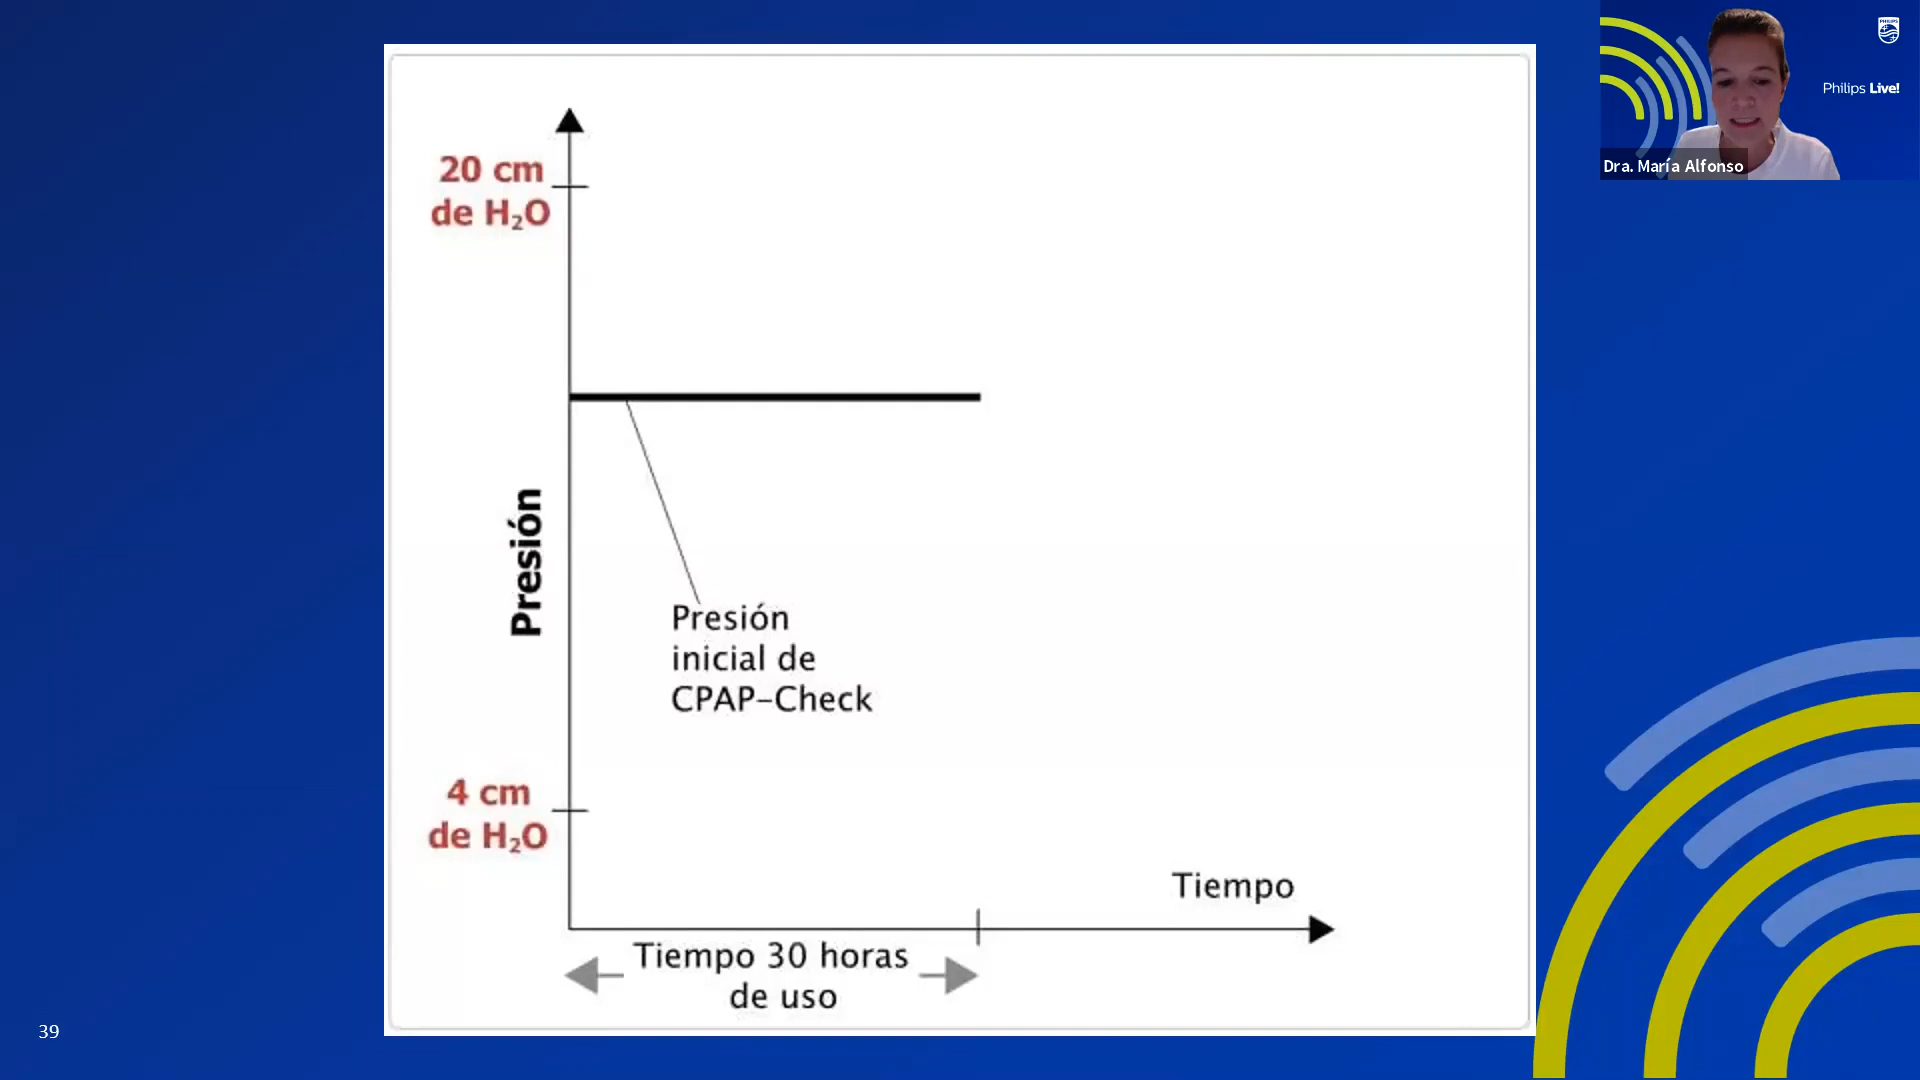 20 cm
de H₂O
Presión
Presión
inicial de
CPAP-Check
4 cm
de H₂O
Tiempo
Tiempo 30 horas
de uso
39
PHILIPS
Philips Live!
Dra. María Alfonso